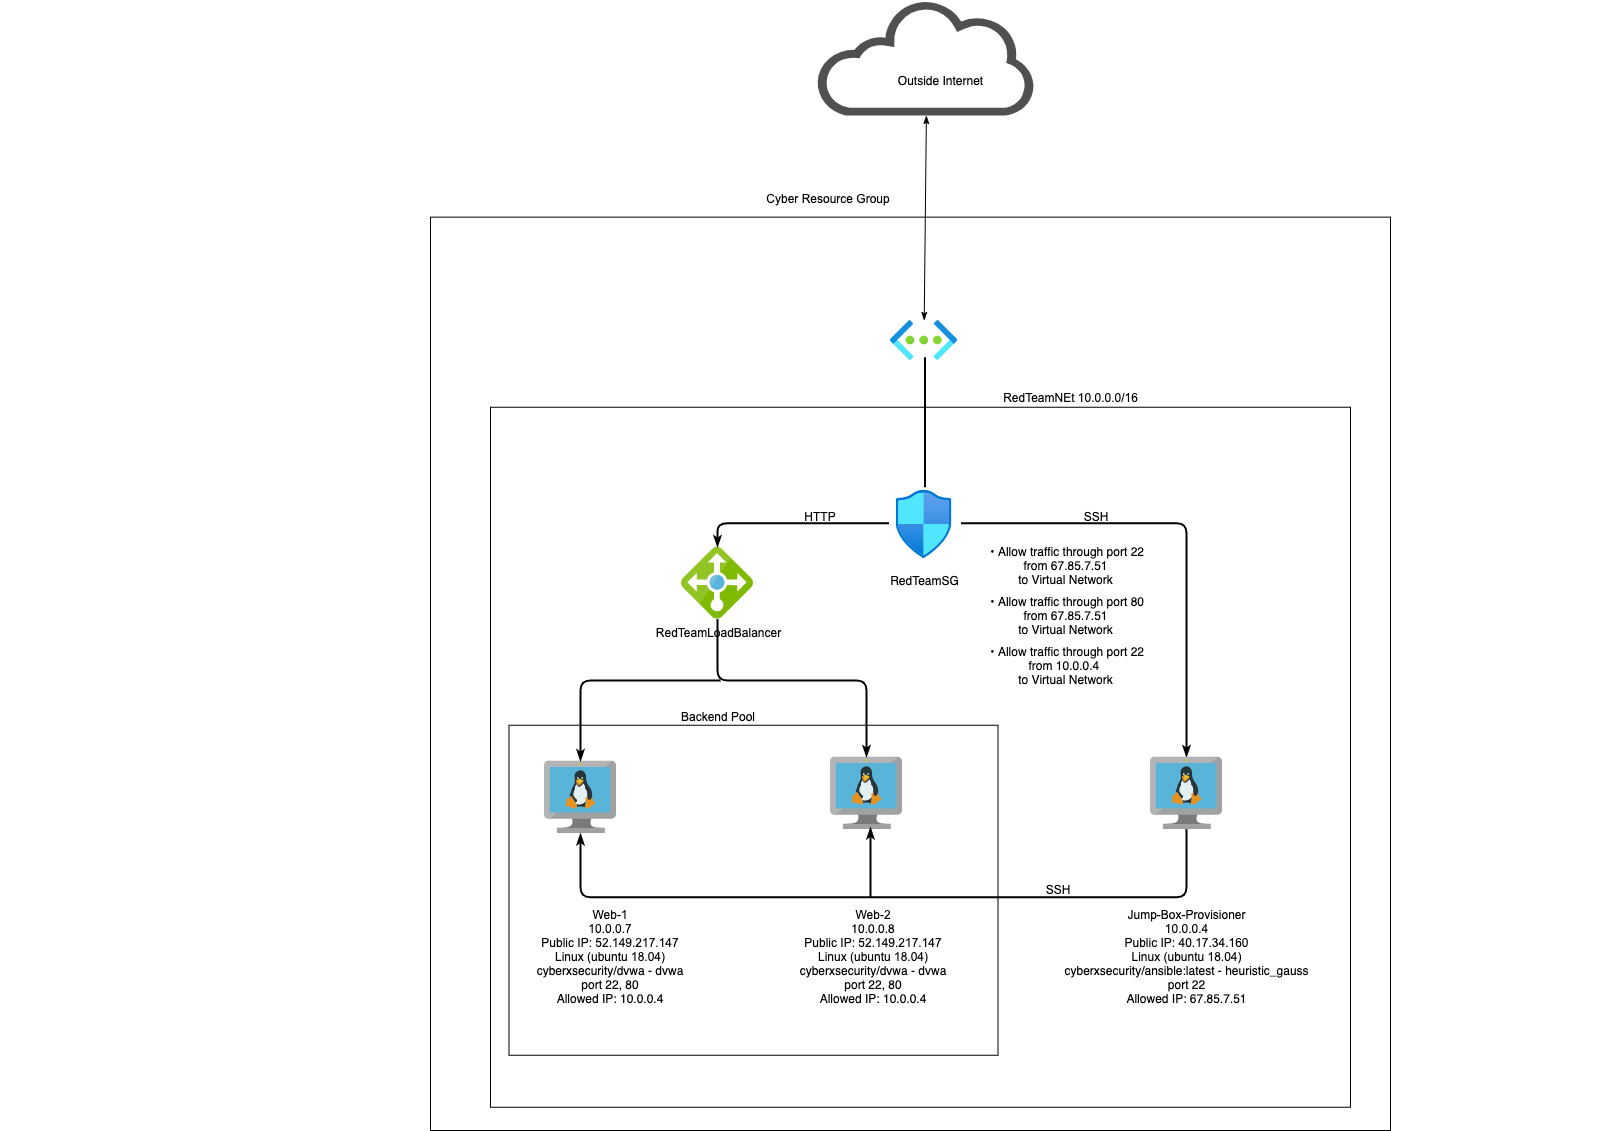 Outside Internet
Cyber Resource Group
RedTeamNEt 10.0.0.0/16
HTTP
SSH
RedTeamSG
• Allow traffic through port 22
from 67.85.7.51
to Virtual Network
• Allow traffic through port 80
from 67.85.7.51
to Virtual Network
• Allow traffic through port 22
from 10.0.0.4
to Virtual Network
RedTeamLoadBalancer
Backend Pool
SSH
Web-1
10.0.0.7
Public IP: 52.149.217.147
Linux (ubuntu 18.04)
cyberxsecurity/dvwa - dvwa
port 22, 80
Allowed IP: 10.0.0.4
Web-2
10.0.0.8
Public IP: 52.149.217.147
Linux (ubuntu 18.04)
cyberxsecurity/dvwa - dvwa
port 22, 80
Allowed IP: 10.0.0.4
Jump-Box-Provisioner
10.0.0.4
Public IP: 40.17.34.160
Linux (ubuntu 18.04)
cyberxsecurity/ansible:latest - heuristic_gauss
port 22
Allowed IP: 67.85.7.51